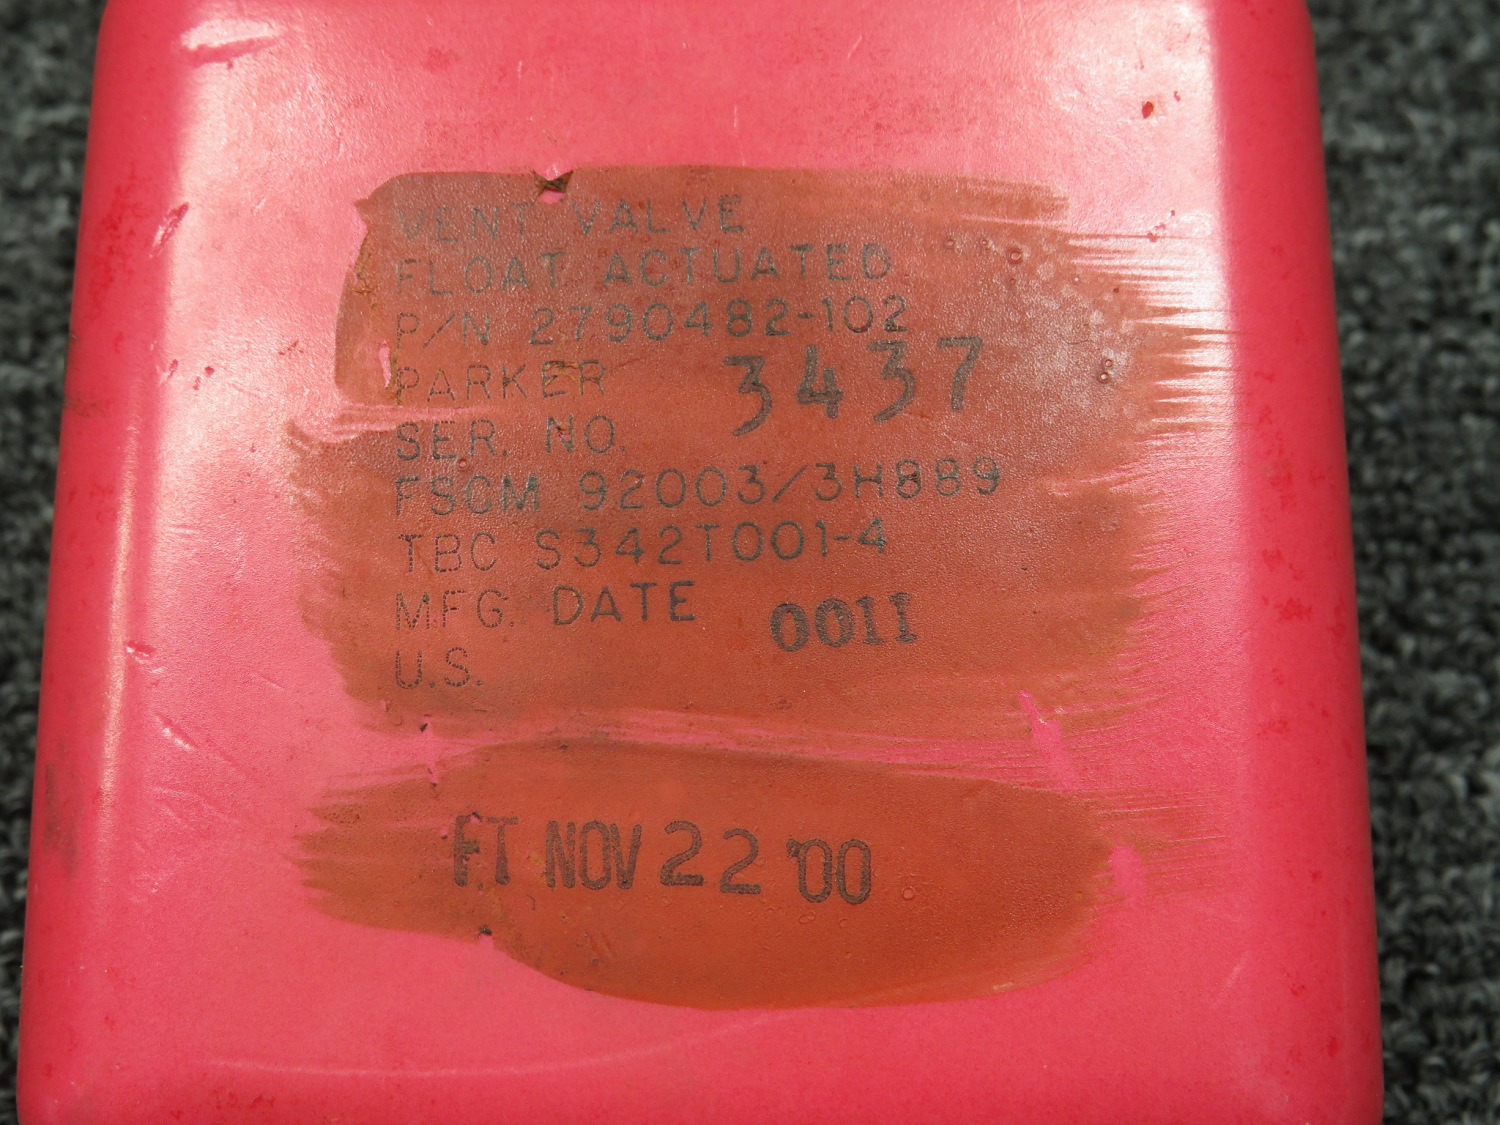 VENT VALVE
FLOAT ACTUATED
P/N 2790482-102
PARKER
SER. NO. 3437
FSCM 92003/3H889
TBC S342T001-4
MFG. DATE 0011
U.S.
FT NOV 22 '00